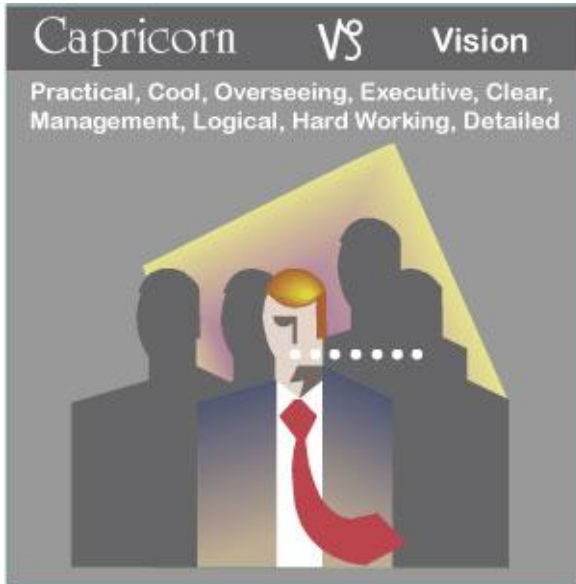 Capricorn ♑ Vision
Practical, Cool, Overseeing, Executive, Clear,
Management, Logical, Hard Working, Detailed